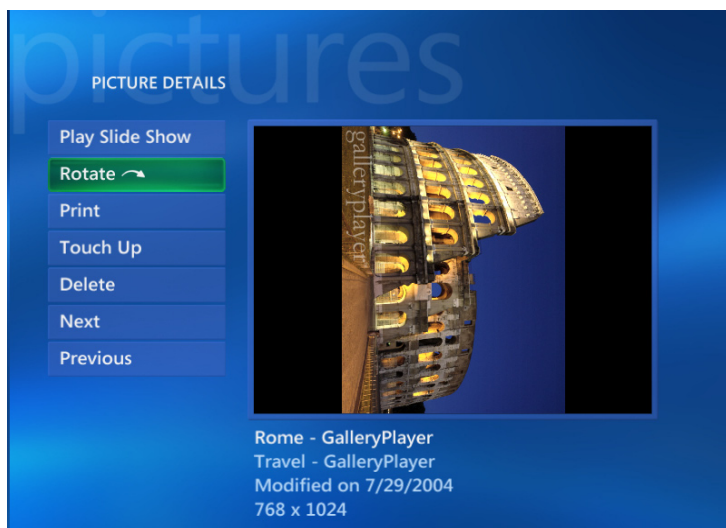 pictures
PICTURE DETAILS
Play Slide Show
Rotate
Print
Touch Up
Delete
Next
Previous
galleryplayer
Rome - GalleryPlayer
Travel - GalleryPlayer
Modified on 7/29/2004
768 x 1024